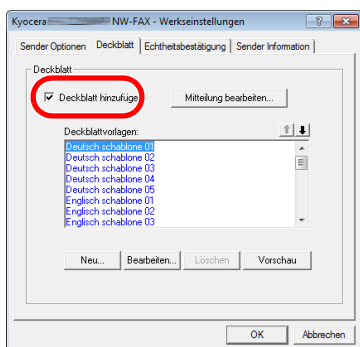 Kyocera NW-FAX - Werkseinstellungen
Sender Optionen Deckblatt Echtheitsbestätigung Sender Information
Deckblatt
Deckblatt hinzufüge
Mitteilung bearbeiten...
Deckblattvorlagen:
Deutsch schablone 01
Deutsch schablone 02
Deutsch schablone 03
Deutsch schablone 04
Deutsch schablone 05
Englisch schablone 01
Englisch schablone 02
Englisch schablone 03
Neu... Bearbeiten... Löschen Vorschau
OK Abbrechen